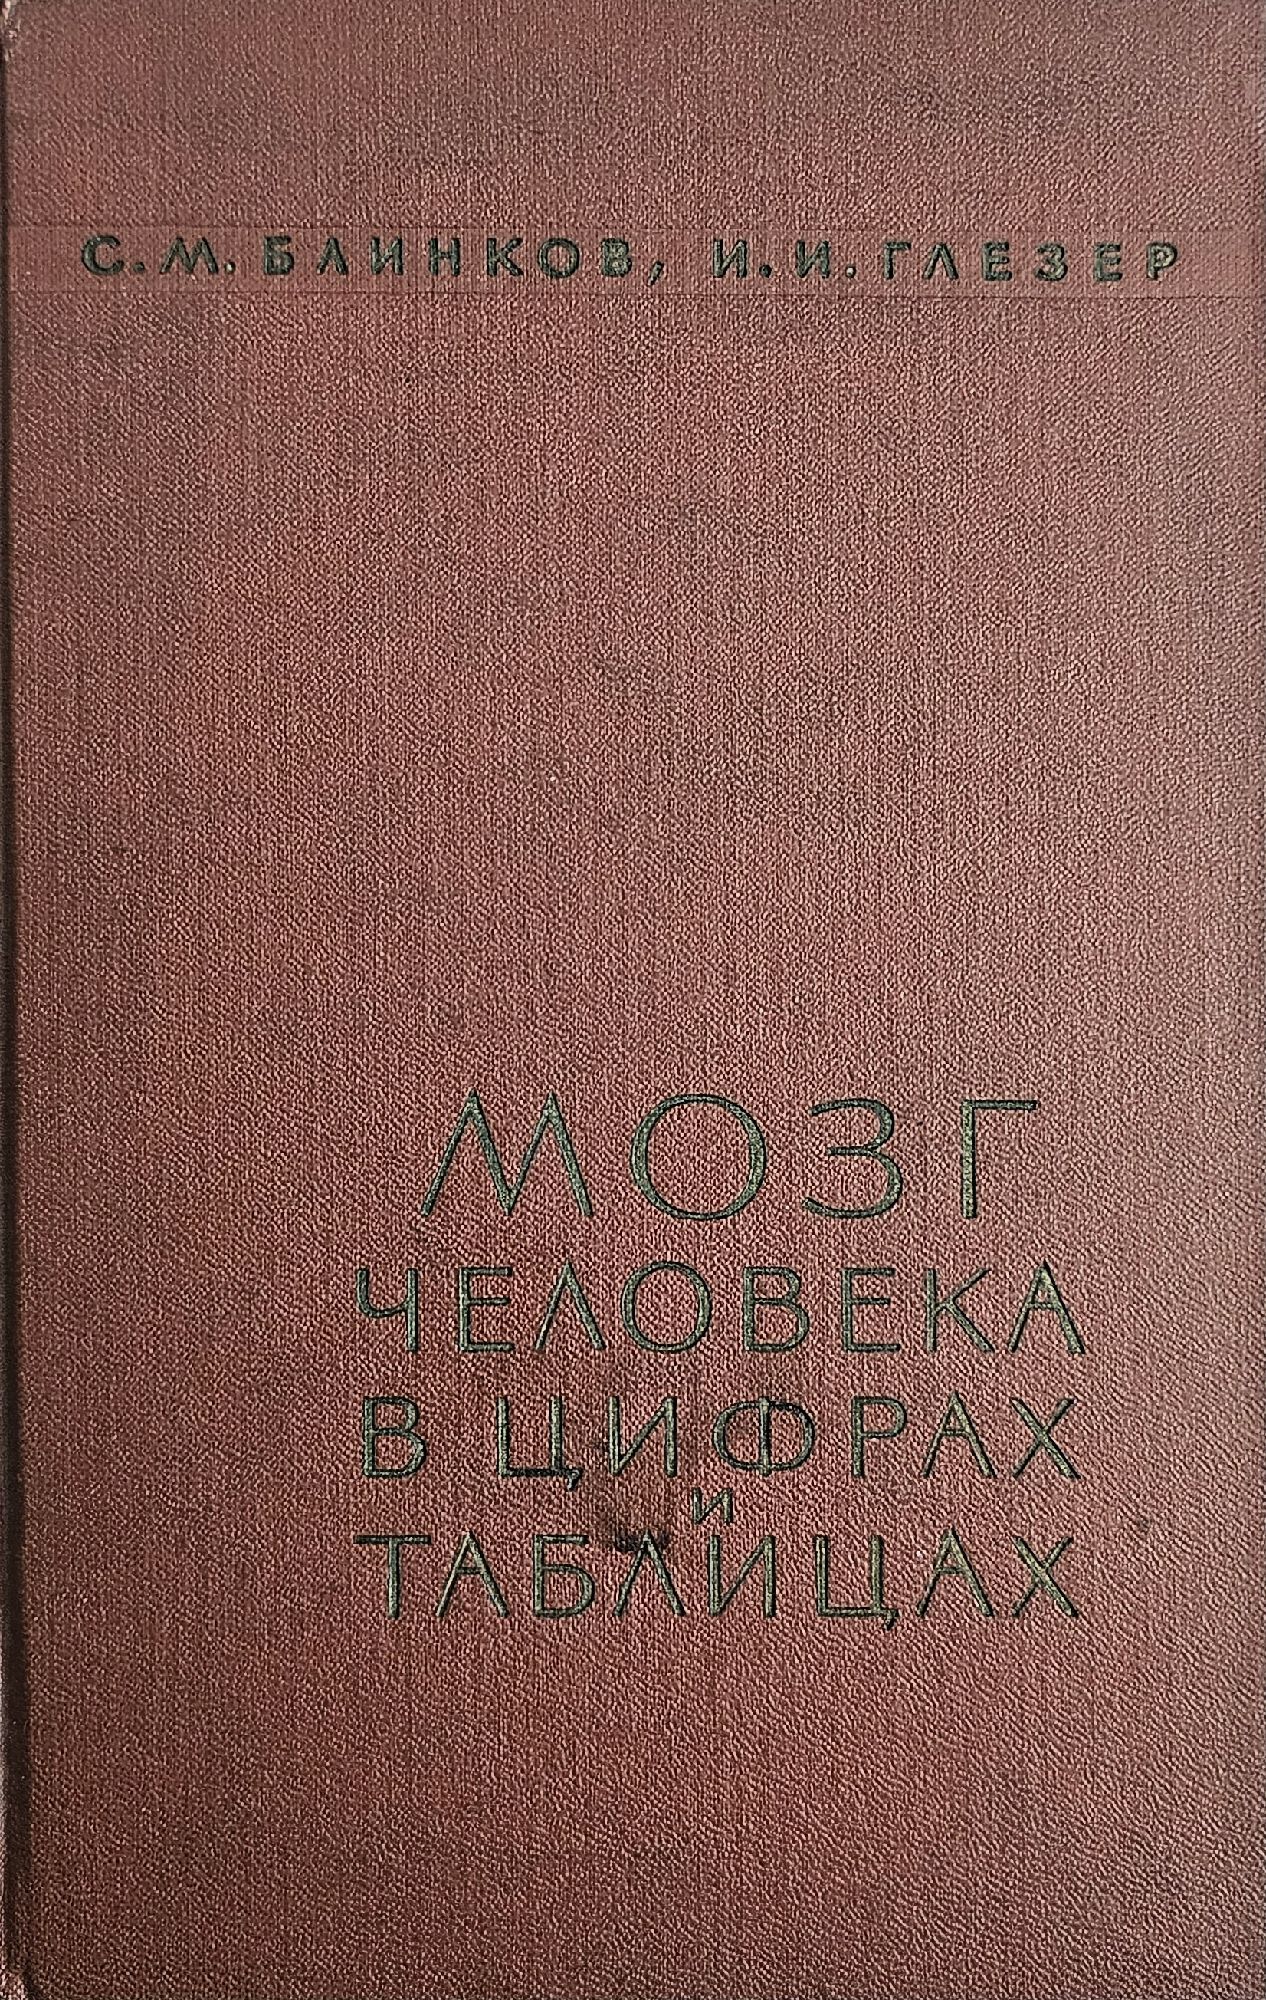 С. М. БЛИНКОВ, И. И. ГЛЕЗЕР
МОЗГ
ЧЕЛОВЕКА
В ЦИФРАХ
И
ТАБЛИЦАХ